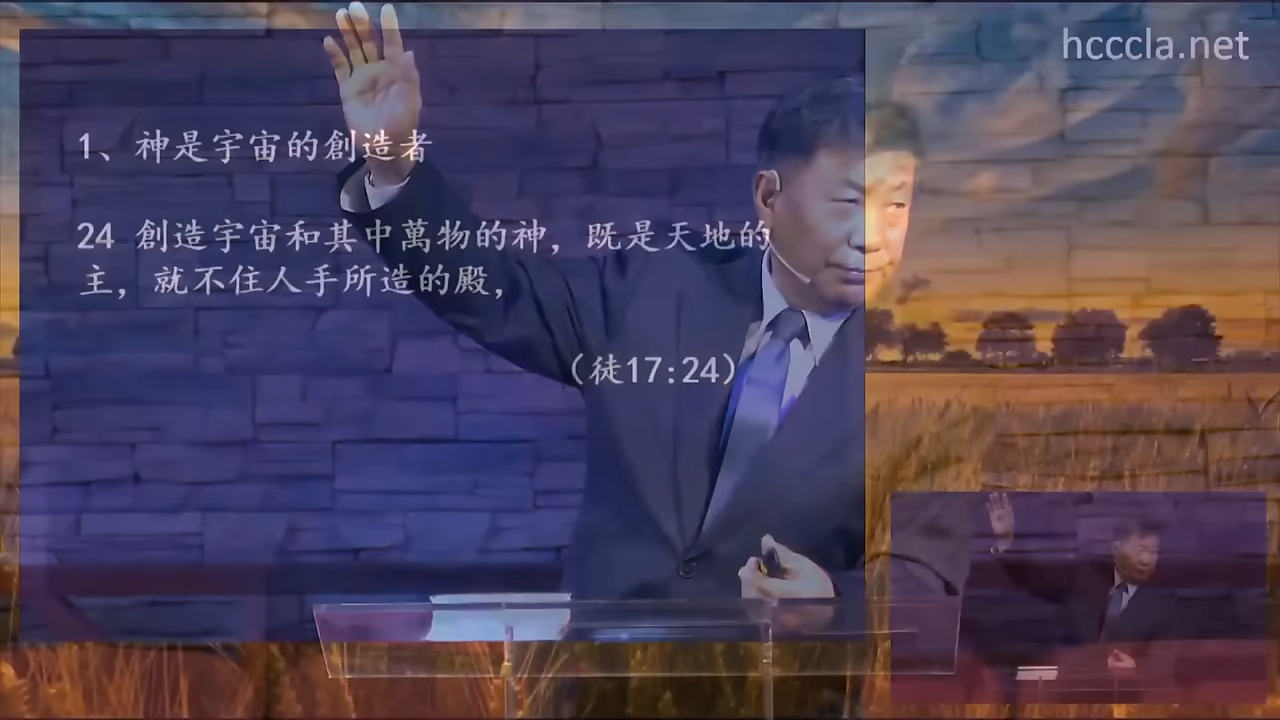 hcccla.net
1、神是宇宙的創造者
24 創造宇宙和其中萬物的神，既是天地的
主，就不住人手所造的殿，
（徒17:24）